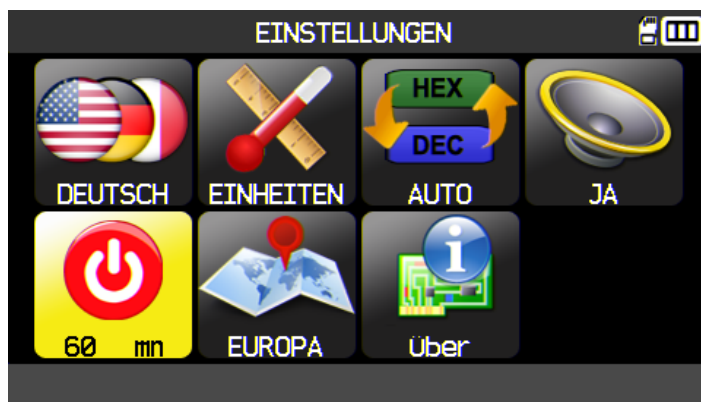 EINSTELLUNGEN
DEUTSCH
EINHEITEN
HEX
DEC
AUTO
JA
60 mn
EUROPA
i
Über